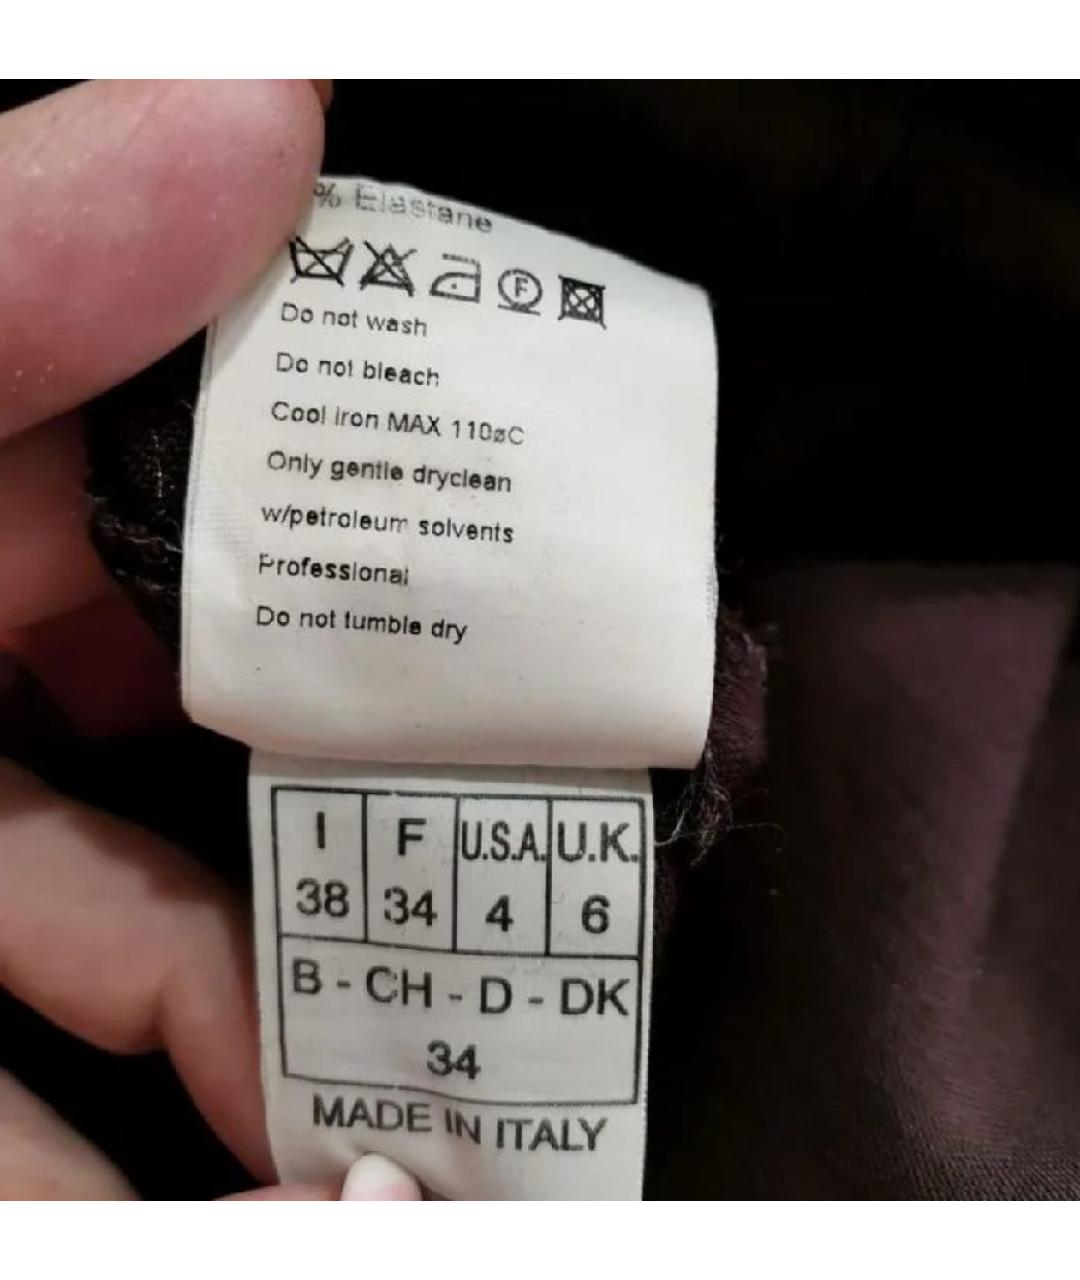 % Elastane
F
Do not wash
Do not bleach
Cool iron MAX 110øC
Only gentle dryclean
w/petroleum solvents
Professional
Do not tumble dry
I F U.S.A. U.K.
38 34 4 6
B - CH - D - DK
34
MADE IN ITALY